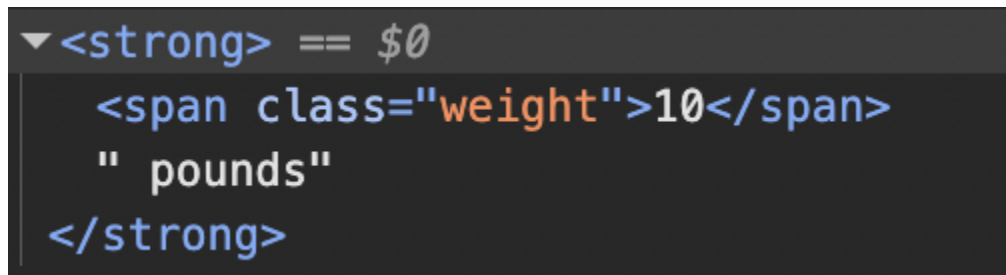 <strong> == $0
<span class="weight">10</span>
" pounds"
</strong>